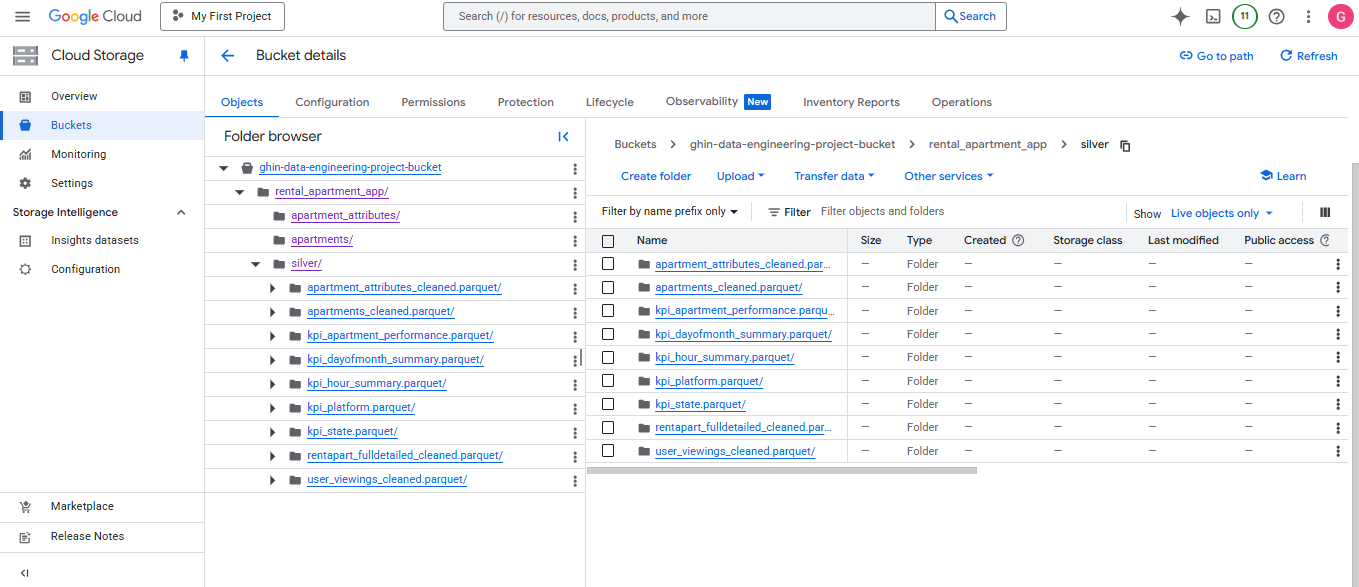 Google Cloud
My First Project
Search (/) for resources, docs, products, and more
Search
11
G
Cloud Storage
Bucket details
Go to path
Refresh
Overview
Buckets
Monitoring
Settings
Storage Intelligence
Insights datasets
Configuration
Marketplace
Release Notes
Objects
Configuration
Permissions
Protection
Lifecycle
Observability New
Inventory Reports
Operations
Folder browser
ghin-data-engineering-project-bucket
rental_apartment_app/
apartment_attributes/
apartments/
silver/
apartment_attributes_cleaned.parquet/
apartments_cleaned.parquet/
kpi_apartment_performance.parquet/
kpi_dayofmonth_summary.parquet/
kpi_hour_summary.parquet/
kpi_platform.parquet/
kpi_state.parquet/
rentapart_fulldetailed_cleaned.parquet/
user_viewings_cleaned.parquet/
Buckets > ghin-data-engineering-project-bucket > rental_apartment_app > silver
Create folder Upload Transfer data Other services Learn
Filter by name prefix only Filter Filter objects and folders Show Live objects only
Name Size Type Created Storage class Last modified Public access
apartment_attributes_cleaned.par... — Folder — — — —
apartments_cleaned.parquet/ — Folder — — — —
kpi_apartment_performance.parqu... — Folder — — — —
kpi_dayofmonth_summary.parquet/ — Folder — — — —
kpi_hour_summary.parquet/ — Folder — — — —
kpi_platform.parquet/ — Folder — — — —
kpi_state.parquet/ — Folder — — — —
rentapart_fulldetailed_cleaned.par... — Folder — — — —
user_viewings_cleaned.parquet/ — Folder — — — —